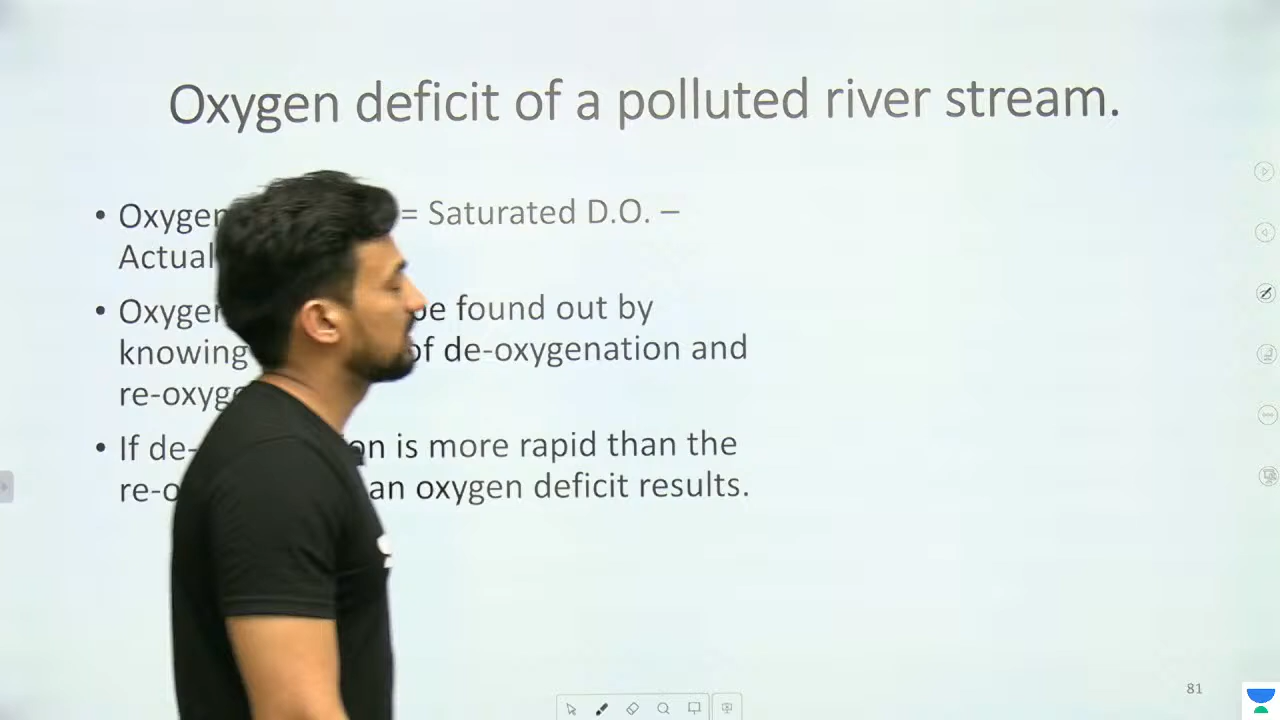 Oxygen deficit of a polluted river stream.
• Oxygen = Saturated D.O. –
Actual
• Oxygen be found out by
knowing of de-oxygenation and
re-oxyg
• If de- is more rapid than the
re-o an oxygen deficit results.
81